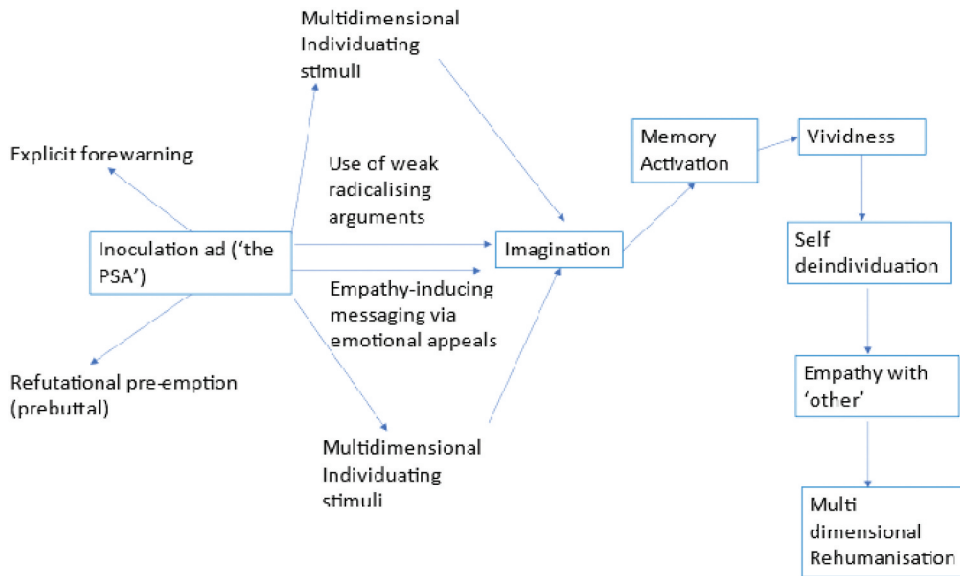 Multidimensional
Individuating
stimuli
Explicit forewarning
Use of weak
radicalising
arguments
Inoculation ad (‘the
PSA’)
Empathy-inducing
messaging via
emotional appeals
Refutational pre-emption
(prebuttal)
Multidimensional
Individuating
stimuli
Imagination
Memory
Activation
Vividness
Self
deindividuation
Empathy with
‘other’
Multi
dimensional
Rehumanisation